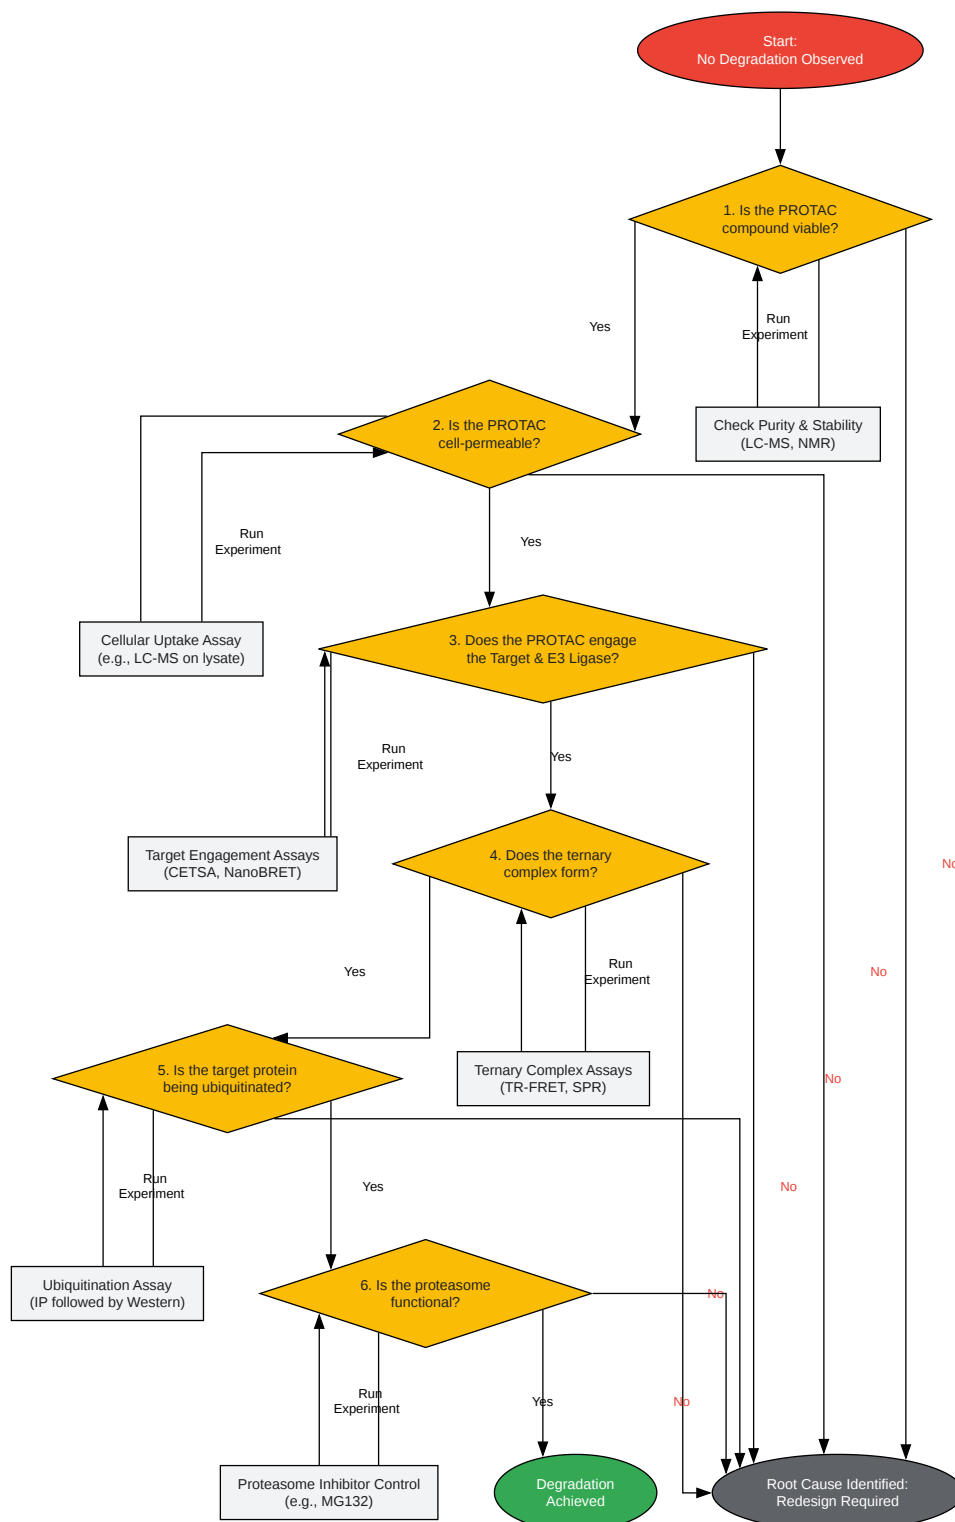 Start:
No Degradation Observed
1. Is the PROTAC
compound viable?
Yes
Run
Experiment
Check Purity & Stability
(LC-MS, NMR)
2. Is the PROTAC
cell-permeable?
Run
Experiment
Yes
Cellular Uptake Assay
(e.g., LC-MS on lysate)
3. Does the PROTAC engage
the Target & E3 Ligase?
Run
Experiment
Yes
Target Engagement Assays
(CETSA, NanoBRET)
4. Does the ternary
complex form?
No
Yes
Run
Experiment
No
Ternary Complex Assays
(TR-FRET, SPR)
5. Is the target protein
being ubiquitinated?
No
Run
Experiment
Yes
No
Ubiquitination Assay
(IP followed by Western)
6. Is the proteasome
functional?
No
Run
Experiment
Yes
No
Proteasome Inhibitor Control
(e.g., MG132)
Degradation
Achieved
Root Cause Identified:
Redesign Required